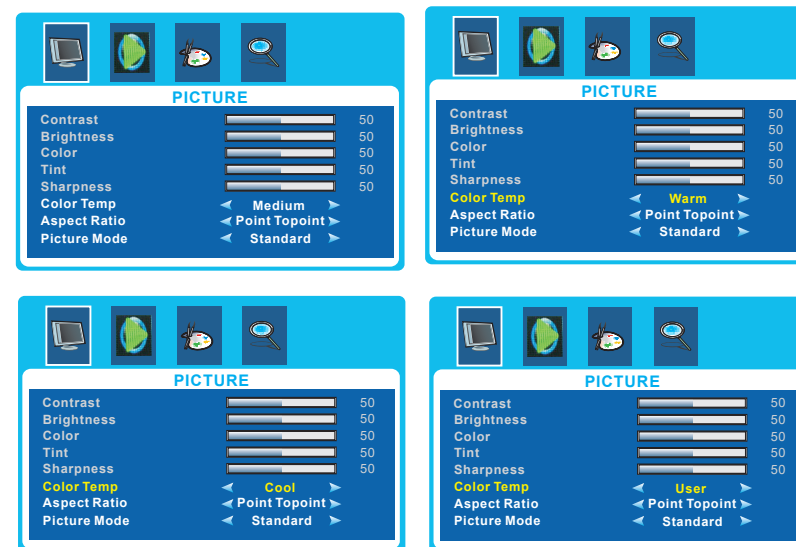 PICTURE
Contrast 50
Brightness 50
Color 50
Tint 50
Sharpness 50
Color Temp Medium
Aspect Ratio Point Topoint
Picture Mode Standard
PICTURE
Contrast 50
Brightness 50
Color 50
Tint 50
Sharpness 50
Color Temp Warm
Aspect Ratio Point Topoint
Picture Mode Standard
PICTURE
Contrast 50
Brightness 50
Color 50
Tint 50
Sharpness 50
Color Temp Cool
Aspect Ratio Point Topoint
Picture Mode Standard
PICTURE
Contrast 50
Brightness 50
Color 50
Tint 50
Sharpness 50
Color Temp User
Aspect Ratio Point Topoint
Picture Mode Standard